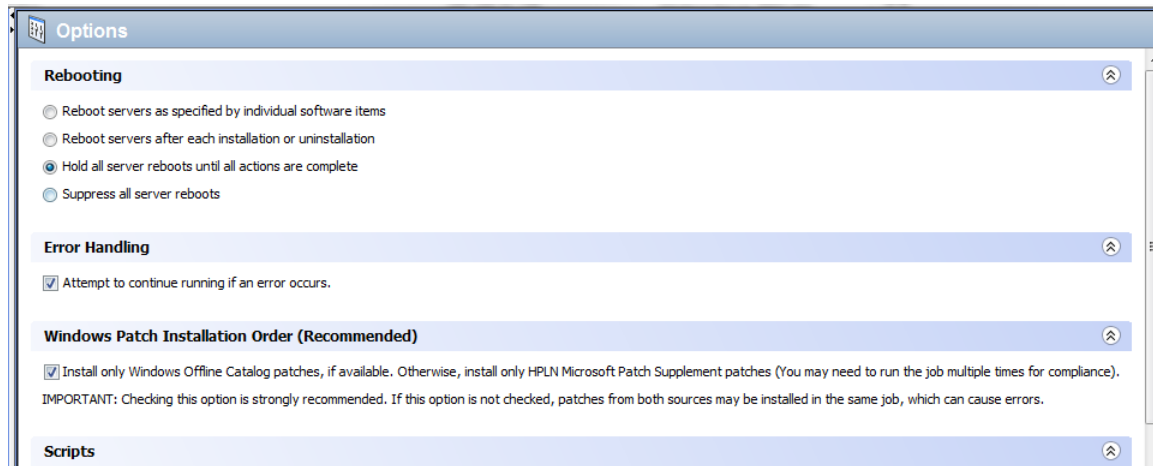 Options
Rebooting
Reboot servers as specified by individual software items
Reboot servers after each installation or uninstallation
Hold all server reboots until all actions are complete
Suppress all server reboots
Error Handling
Attempt to continue running if an error occurs.
Windows Patch Installation Order (Recommended)
Install only Windows Offline Catalog patches, if available. Otherwise, install only HPLN Microsoft Patch Supplement patches (You may need to run the job multiple times for compliance).
IMPORTANT: Checking this option is strongly recommended. If this option is not checked, patches from both sources may be installed in the same job, which can cause errors.
Scripts